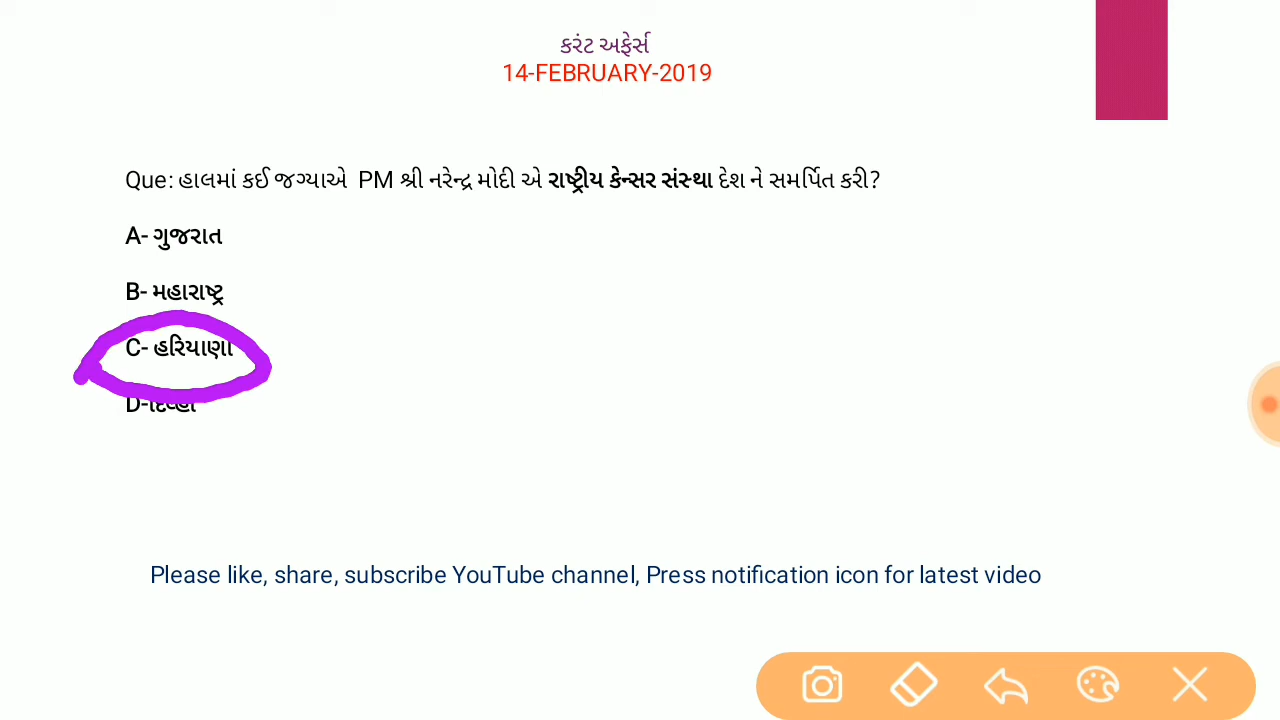 કરંટ અફેર્સ
14-FEBRUARY-2019
Que: હાલમાં કઈ જગ્યાએ PM શ્રી નરેન્દ્ર મોદી એ રાષ્ટ્રીય કેન્સર સંસ્થા દેશ ને સમર્પિત કરી?
A- ગુજરાત
B- મહારાષ્ટ્ર
C- હરિયાણા
D-દિલ્હી
Please like, share, subscribe YouTube channel, Press notification icon for latest video